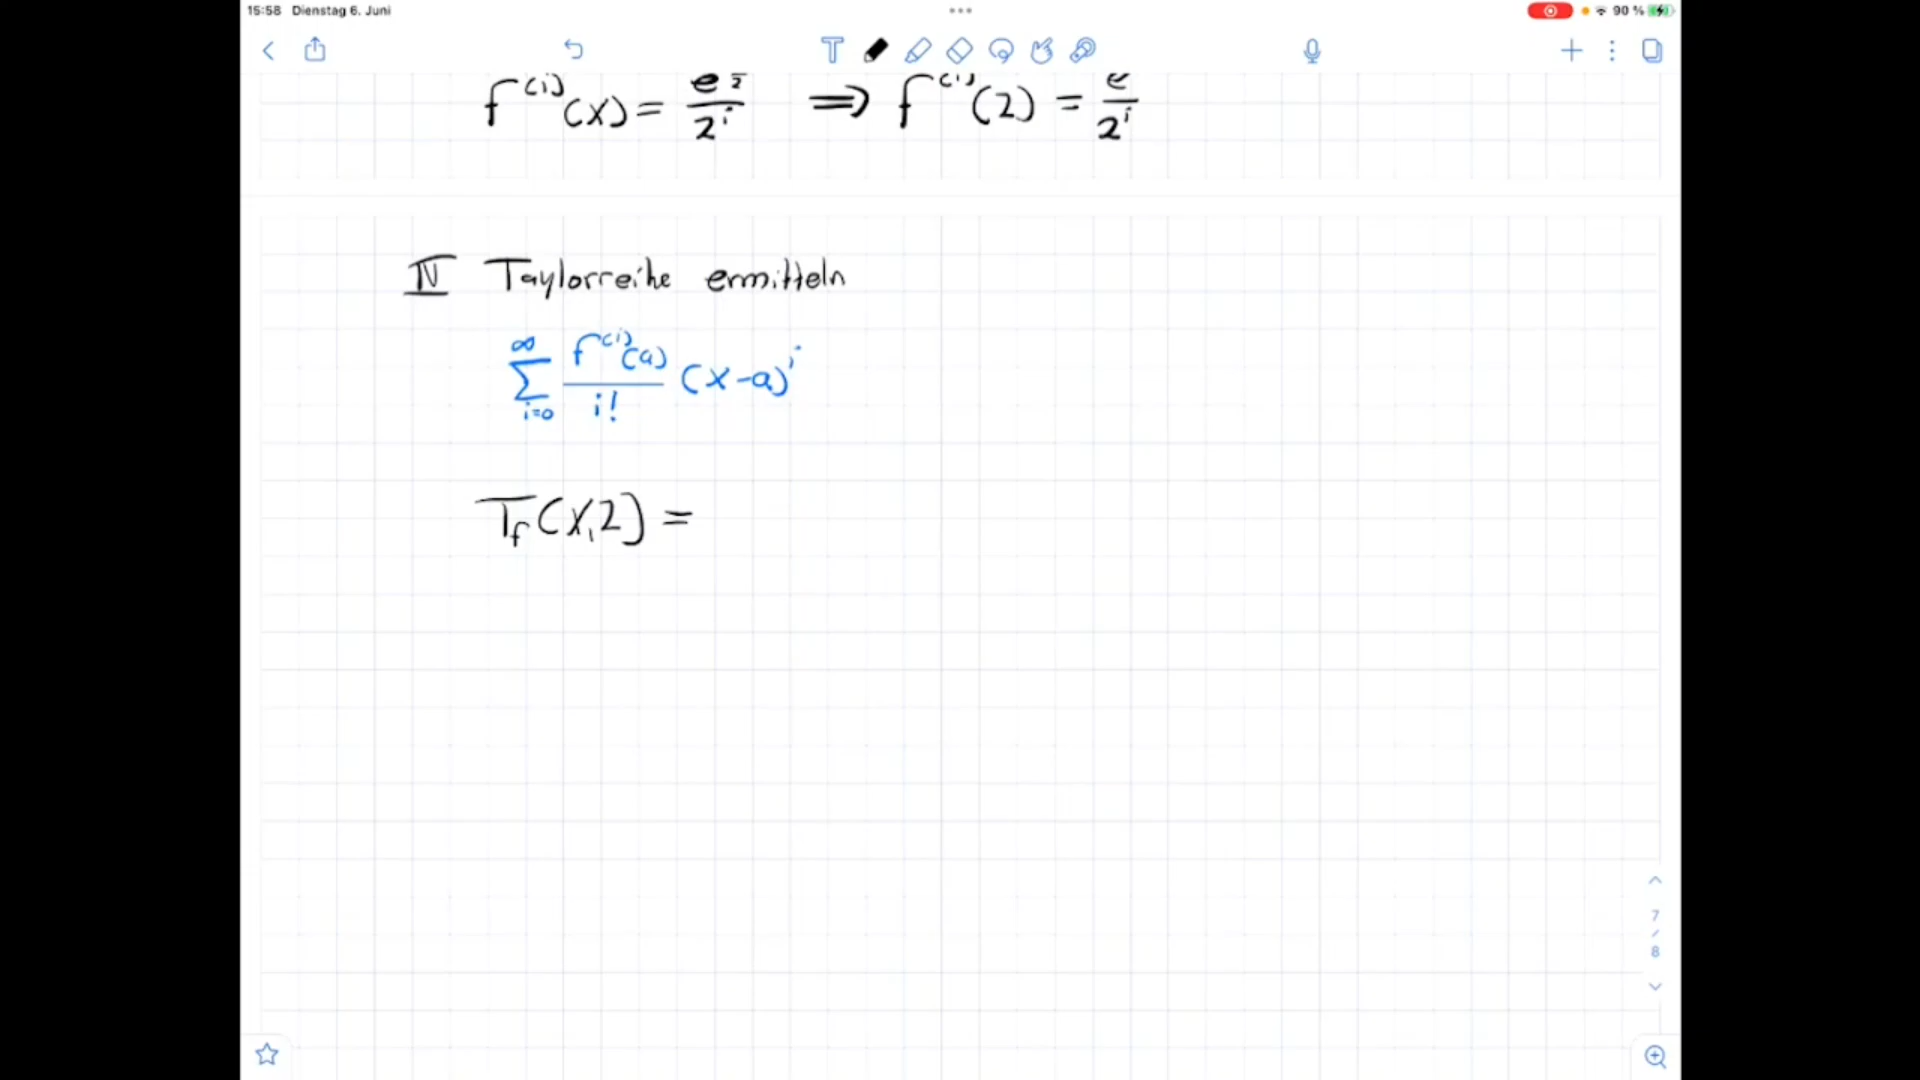 15:58 Dienstag 6. Juni 90 %
f^(i)(x) = e^(x/2)/2^i ⟹ f^(i)(2) = e/2^i
IV Taylorreihe ermitteln
∞
∑ f^(i)(a)/i! (x-a)^i
i=0
T_f(x,2) =
7
/
8